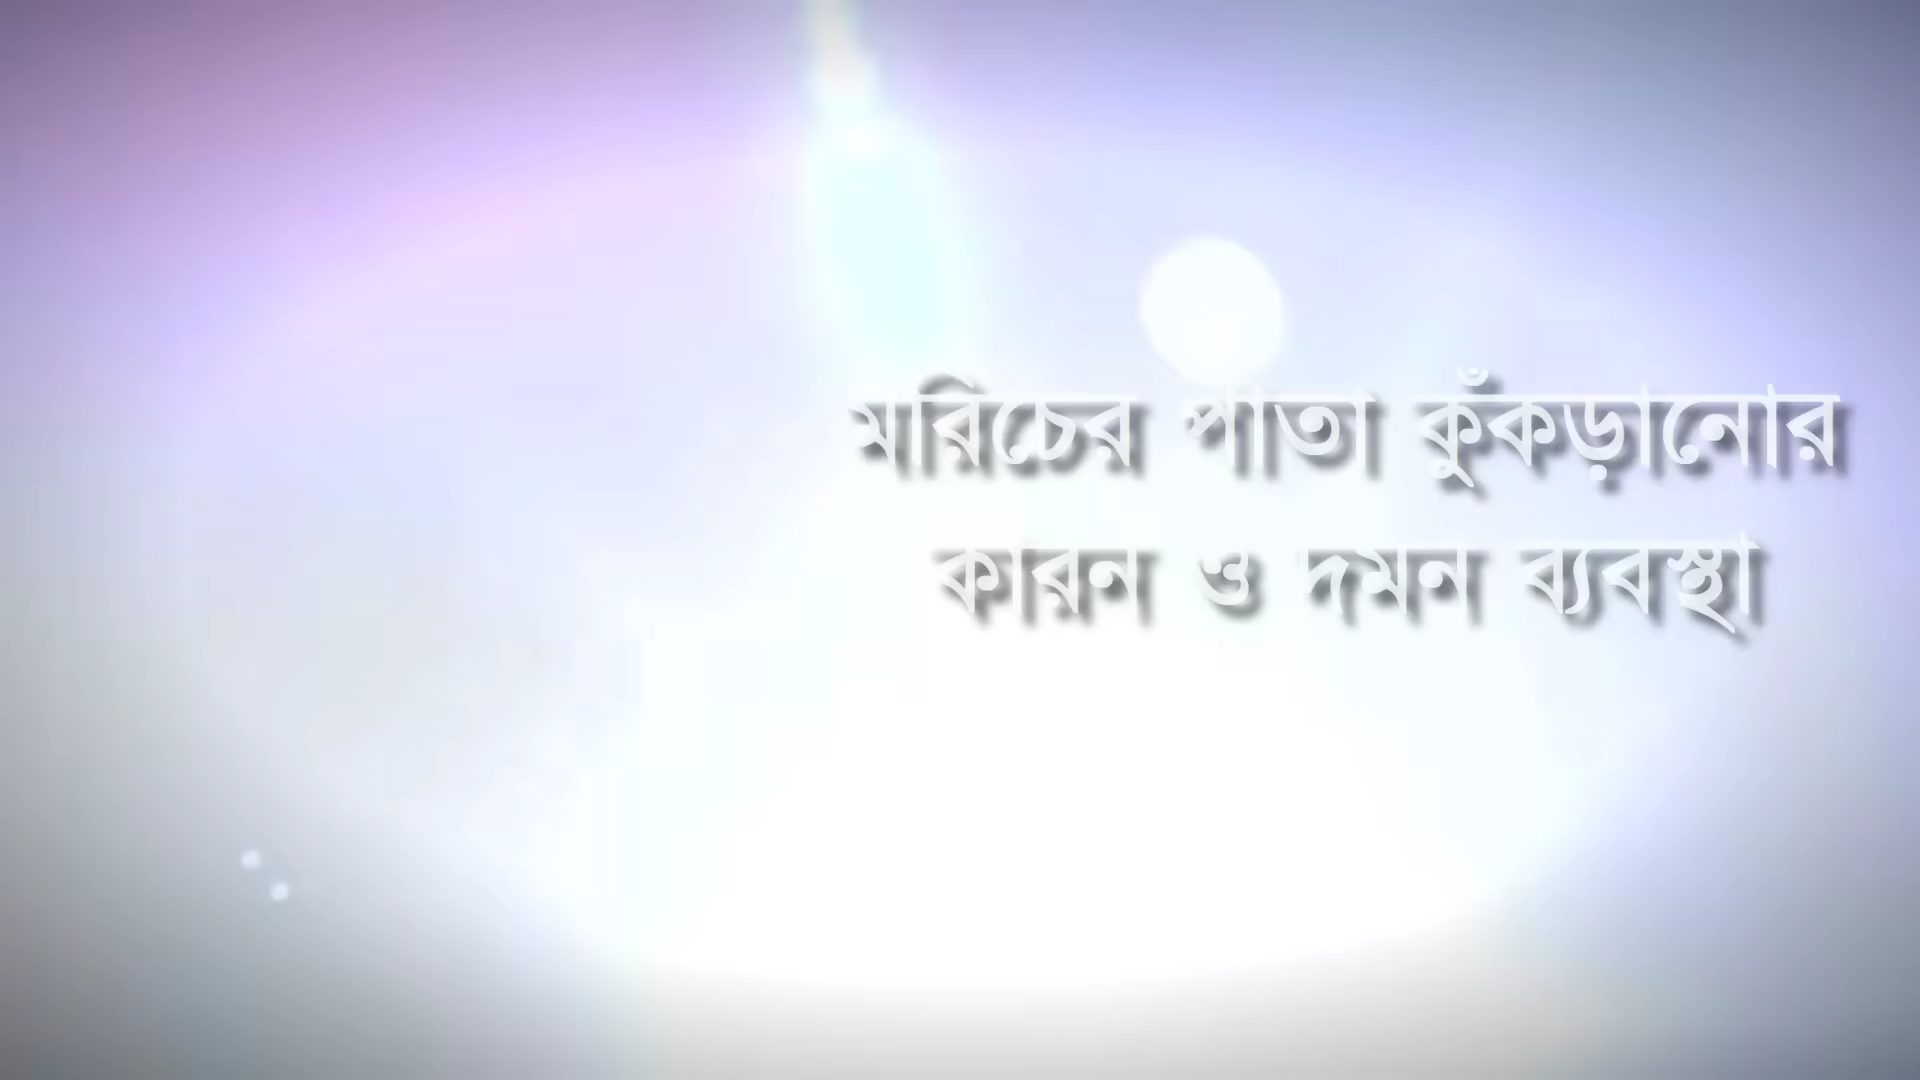 মরিচের পাতা কুঁকড়ানোর
কারন ও দমন ব্যবস্থা